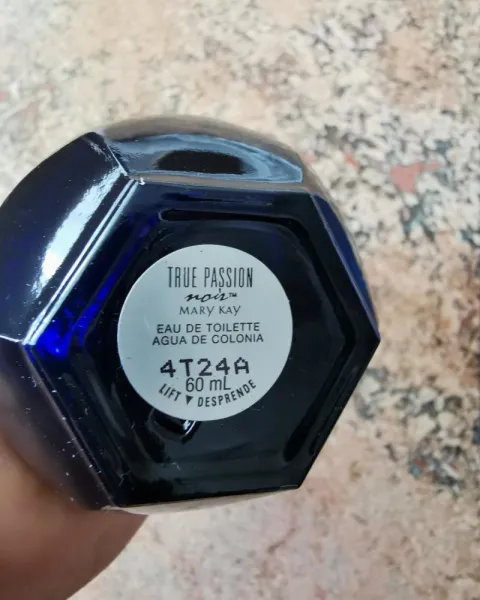 TRUE PASSION
noir™
MARY KAY
EAU DE TOILETTE
AGUA DE COLONIA
4T24A
60 mL
LIFT ▼ DESPRENDE